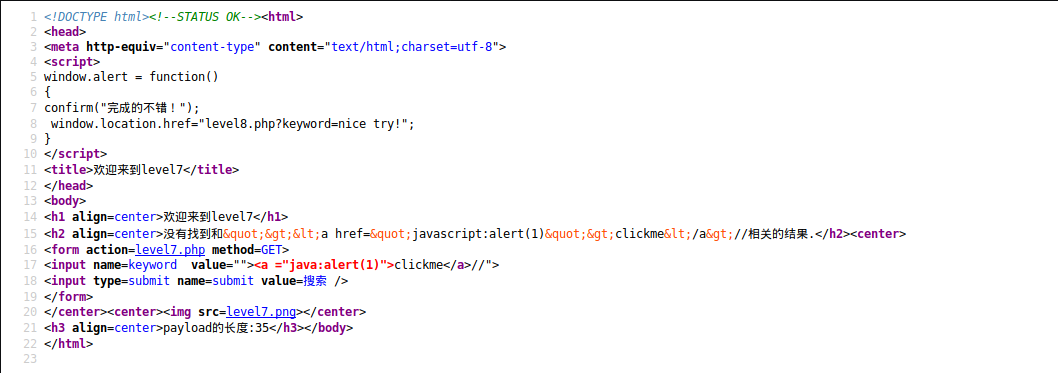 1 <!DOCTYPE html><!--STATUS OK--><html>
2 <head>
3 <meta http-equiv="content-type" content="text/html;charset=utf-8">
4 <script>
5 window.alert = function()
6 {
7 confirm("完成的不错！");
8  window.location.href="level8.php?keyword=nice try!";
9 }
10 </script>
11 <title>欢迎来到level7</title>
12 </head>
13 <body>
14 <h1 align=center>欢迎来到level7</h1>
15 <h2 align=center>没有找到和&quot;&gt;&lt;a href=&quot;javascript:alert(1)&quot;&gt;clickme&lt;/a&gt;//相关的结果.</h2><center>
16 <form action=level7.php method=GET>
17 <input name=keyword  value=""><a ="java:alert(1)">clickme</a>//">
18 <input type=submit name=submit value=搜索 />
19 </form>
20 </center><center><img src=level7.png></center>
21 <h3 align=center>payload的长度:35</h3></body>
22 </html>
23